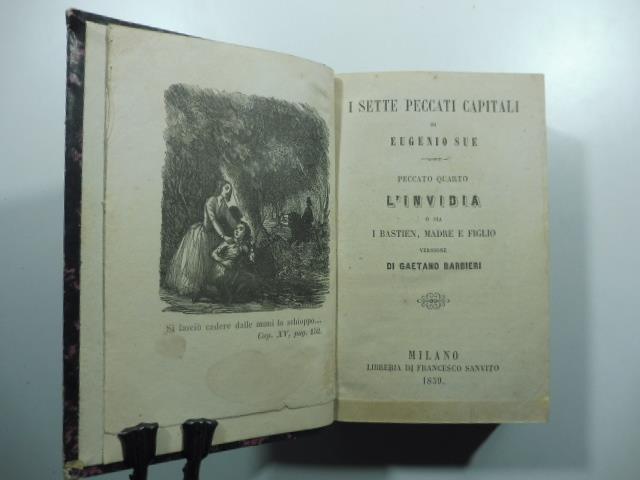 Si lasciò cadere dalle mani lo schioppo...
Cap. XV, pag. 152.
I SETTE PECCATI CAPITALI
DI
EUGENIO SUE
PECCATO QUARTO
L'INVIDIA
O SIA
I BASTIEN, MADRE E FIGLIO
VERSIONE
DI GAETANO BARBIERI
MILANO
LIBRERIA DI FRANCESCO SANVITO
1859.